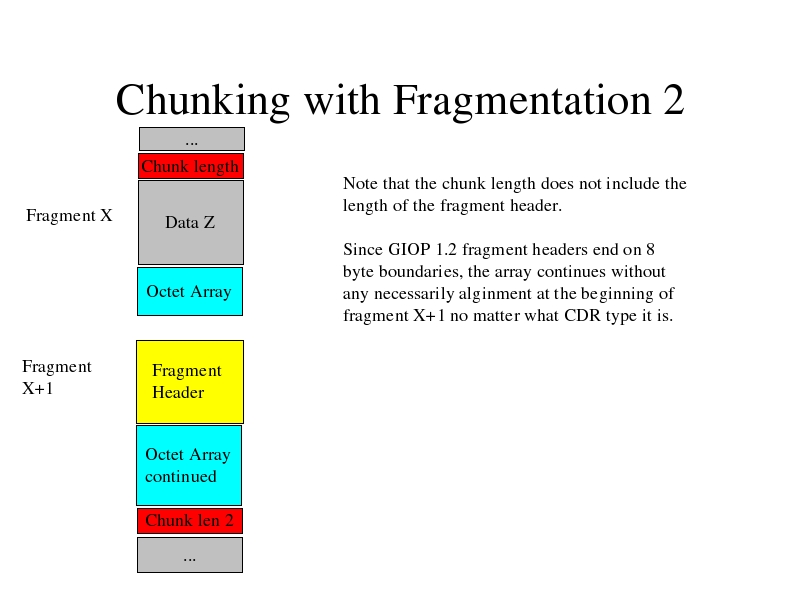 Chunking with Fragmentation 2
...
Chunk length
Fragment X
Data Z
Octet Array
Note that the chunk length does not include the
length of the fragment header.
Since GIOP 1.2 fragment headers end on 8
byte boundaries, the array continues without
any necessarily alginment at the beginning of
fragment X+1 no matter what CDR type it is.
Fragment
X+1
Fragment
Header
Octet Array
continued
Chunk len 2
...